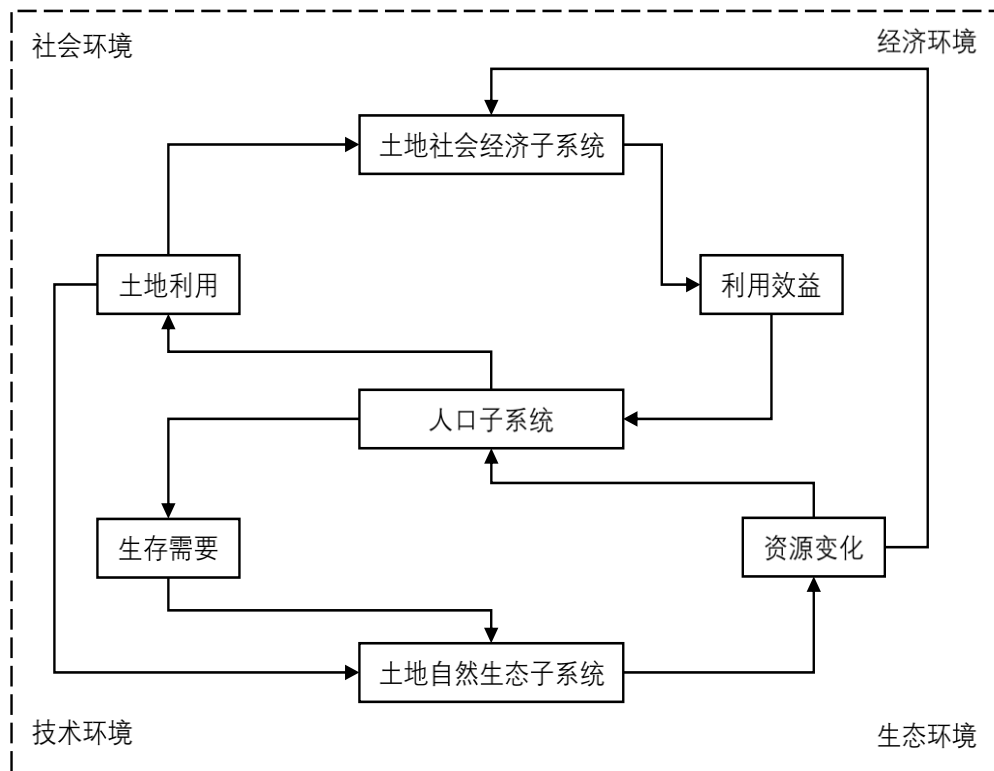 社会环境
经济环境
土地社会经济子系统
土地利用
利用效益
人口子系统
生存需要
资源变化
土地自然生态子系统
技术环境
生态环境